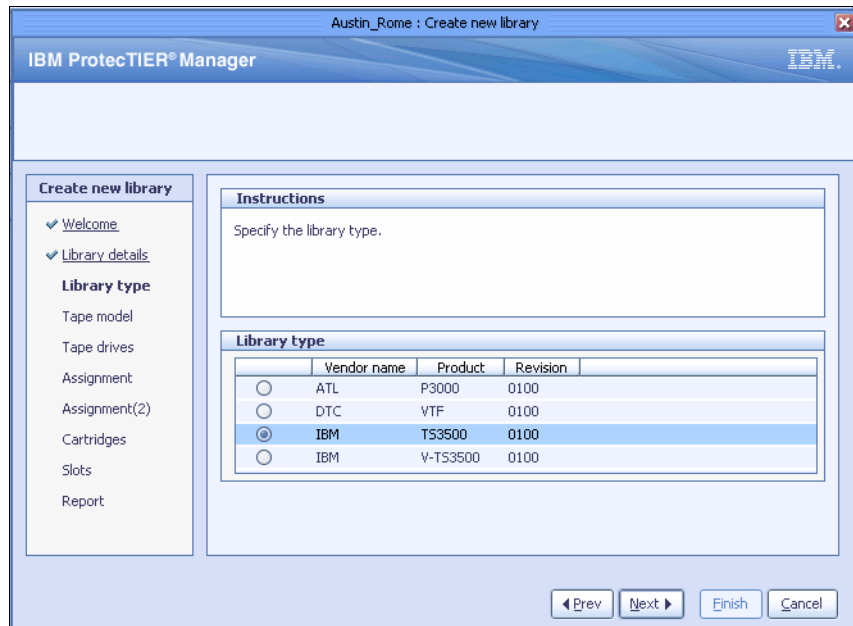 Austin_Rome : Create new library
IBM ProtecTIER® Manager
IBM.
Create new library
Welcome
Library details
Library type
Tape model
Tape drives
Assignment
Assignment(2)
Cartridges
Slots
Report
Instructions
Specify the library type.
Library type
Vendor name Product Revision
ATL P3000 0100
DTC VTF 0100
IBM TS3500 0100
IBM V-TS3500 0100
Prev Next Finish Cancel